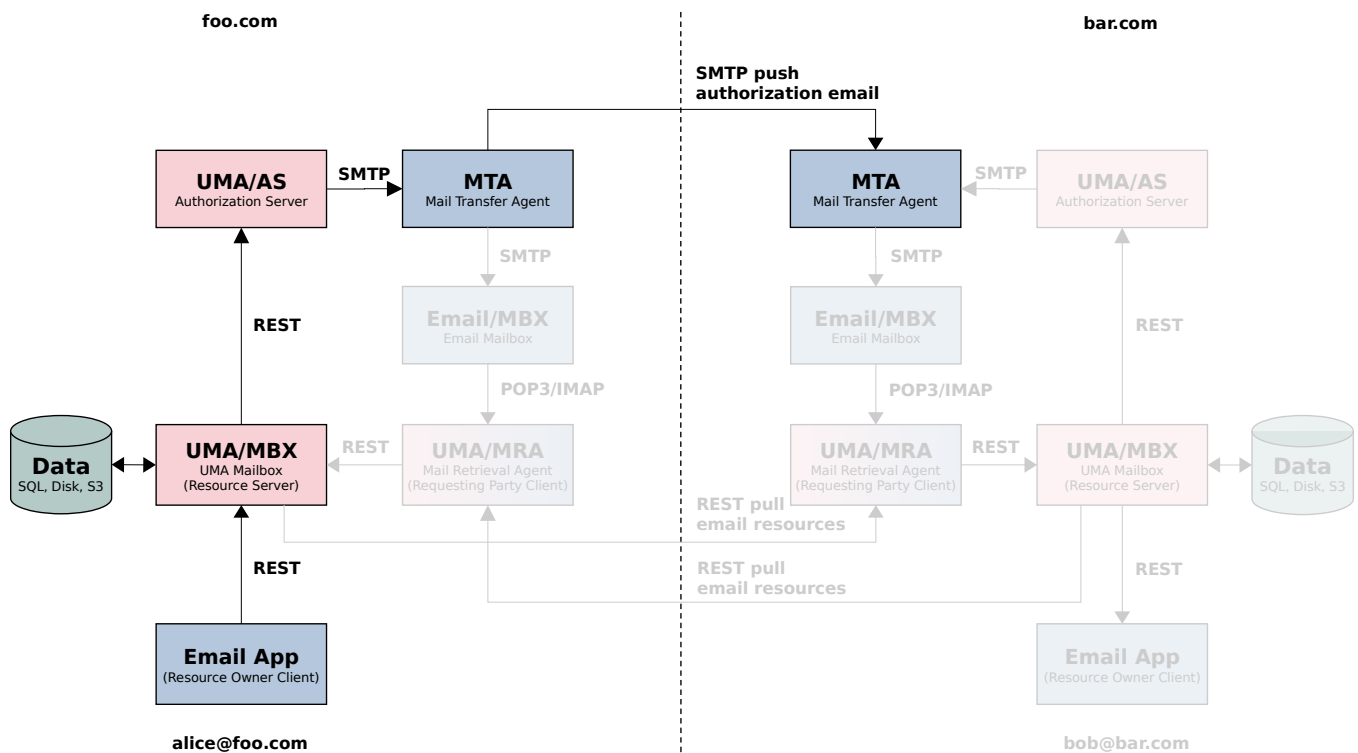 foo.com
bar.com
SMTP push
authorization email
UMA/AS
Authorization Server
SMTP
MTA
Mail Transfer Agent
MTA
Mail Transfer Agent
SMTP
UMA/AS
Authorization Server
SMTP
SMTP
REST
Email/MBX
Email Mailbox
Email/MBX
Email Mailbox
REST
POP3/IMAP
POP3/IMAP
Data
SQL, Disk, S3
UMA/MBX
UMA Mailbox
(Resource Server)
REST
UMA/MRA
Mail Retrieval Agent
(Requesting Party Client)
UMA/MRA
Mail Retrieval Agent
(Requesting Party Client)
REST
UMA/MBX
UMA Mailbox
(Resource Server)
Data
SQL, Disk, S3
REST pull
email resources
REST
REST pull
email resources
REST
Email App
(Resource Owner Client)
Email App
(Resource Owner Client)
alice@foo.com
bob@bar.com